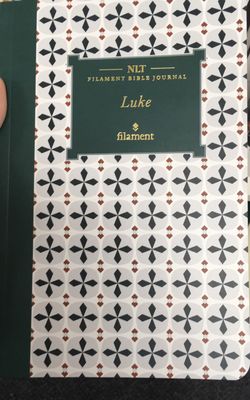 NLT
FILAMENT BIBLE JOURNAL
Luke
filament